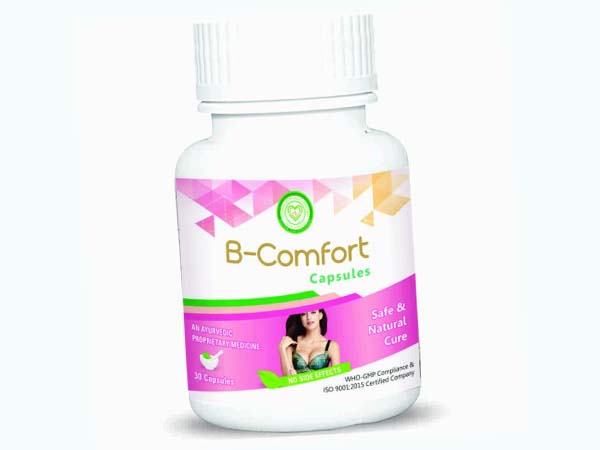 B-Comfort
Capsules
AN AYURVEDIC
PROPRIETARY MEDICINE
30 Capsules
Safe &
Natural
Cure
NO SIDE EFFECTS
WHO-GMP Compliance &
ISO 9001:2015 Certified Company